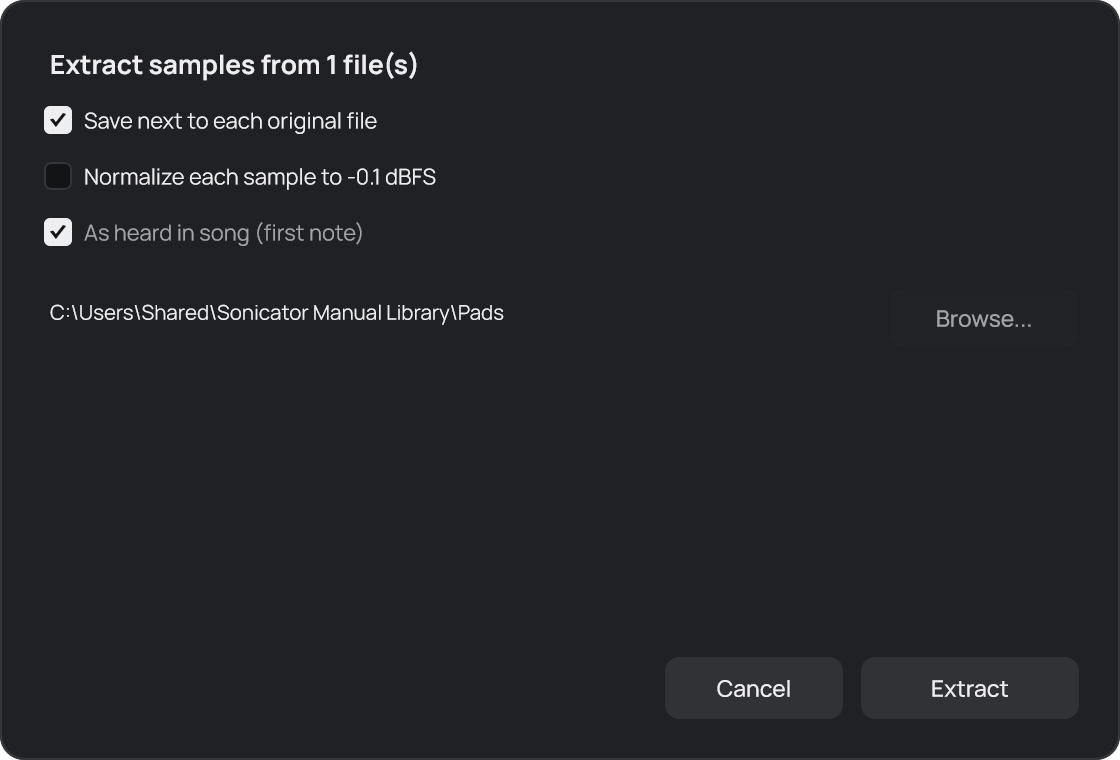 Extract samples from 1 file(s)
Save next to each original file
Normalize each sample to -0.1 dBFS
As heard in song (first note)
C:\Users\Shared\Sonicator Manual Library\Pads
Browse...
Cancel
Extract